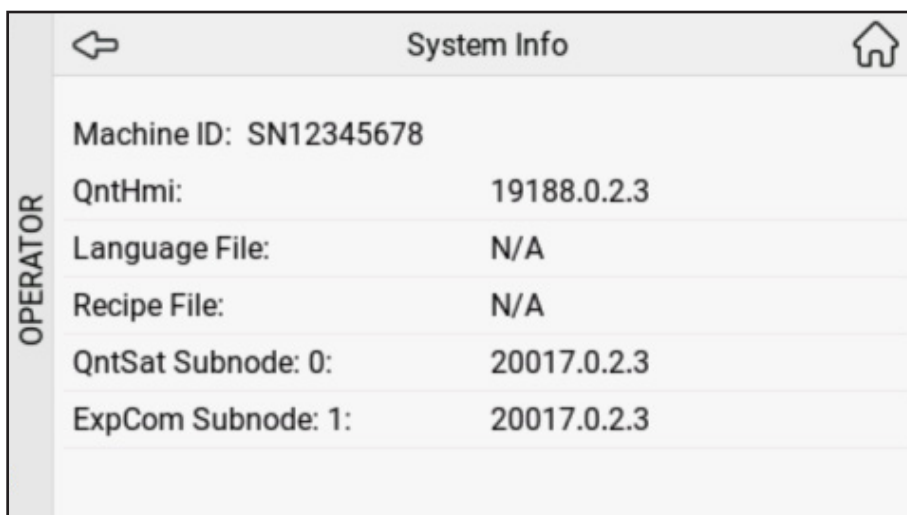 System Info
OPERATOR
Machine ID: SN12345678
QntHmi: 19188.0.2.3
Language File: N/A
Recipe File: N/A
QntSat Subnode: 0: 20017.0.2.3
ExpCom Subnode: 1: 20017.0.2.3